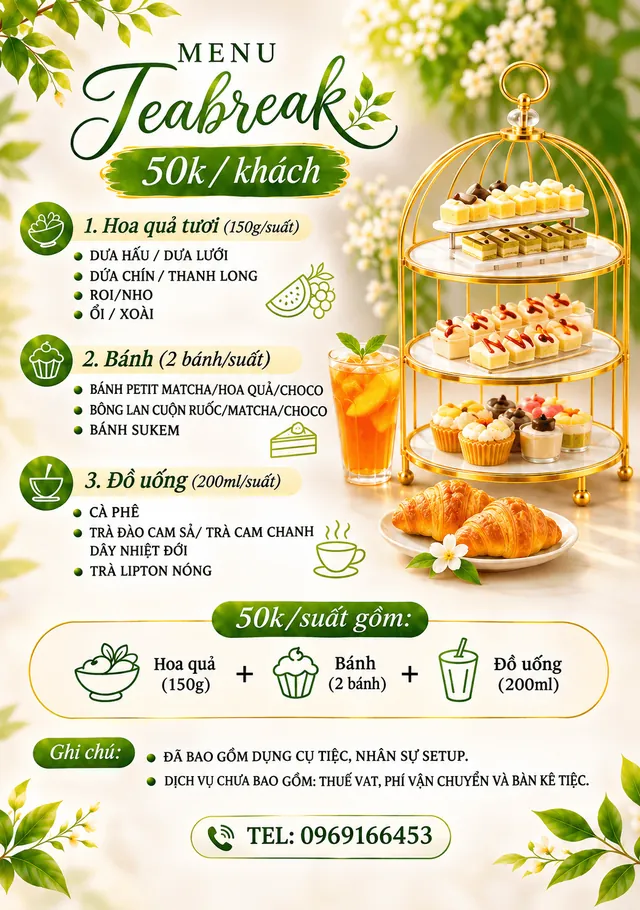 MENU
Teabreak
50k / khách
1. Hoa quả tươi (150g/suất)
DƯA HẤU / DƯA LƯỚI
DỨA CHÍN / THANH LONG
ROI/NHO
ỔI / XOÀI
2. Bánh (2 bánh/suất)
BÁNH PETIT MATCHA/HOA QUẢ/CHOCO
BÔNG LAN CUỘN RUỐC/MATCHA/CHOCO
BÁNH SUKEM
3. Đồ uống (200ml/suất)
CÀ PHÊ
TRÀ ĐÀO CAM SẢ/ TRÀ CAM CHANH
DÂY NHIỆT ĐỚI
TRÀ LIPTON NÓNG
50k/suất gồm:
Hoa quả
(150g)
+
Bánh
(2 bánh)
+
Đồ uống
(200ml)
Ghi chú:
ĐÃ BAO GỒM DỤNG CỤ TIỆC, NHÂN SỰ SETUP.
DỊCH VỤ CHƯA BAO GỒM: THUẾ VAT, PHÍ VẬN CHUYỂN VÀ BÀN KÊ TIỆC.
TEL: 0969166453